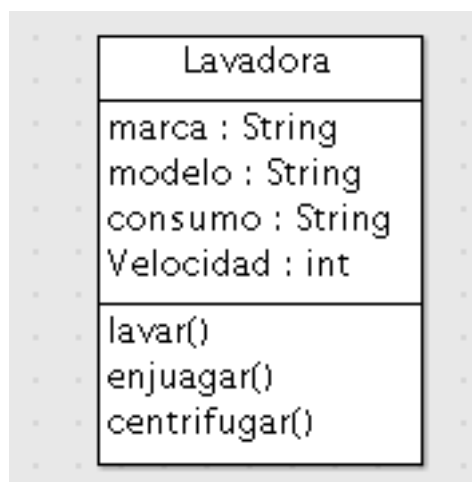 Lavadora
marca : String
modelo : String
consumo : String
Velocidad : int
lavar()
enjuagar()
centrifugar()